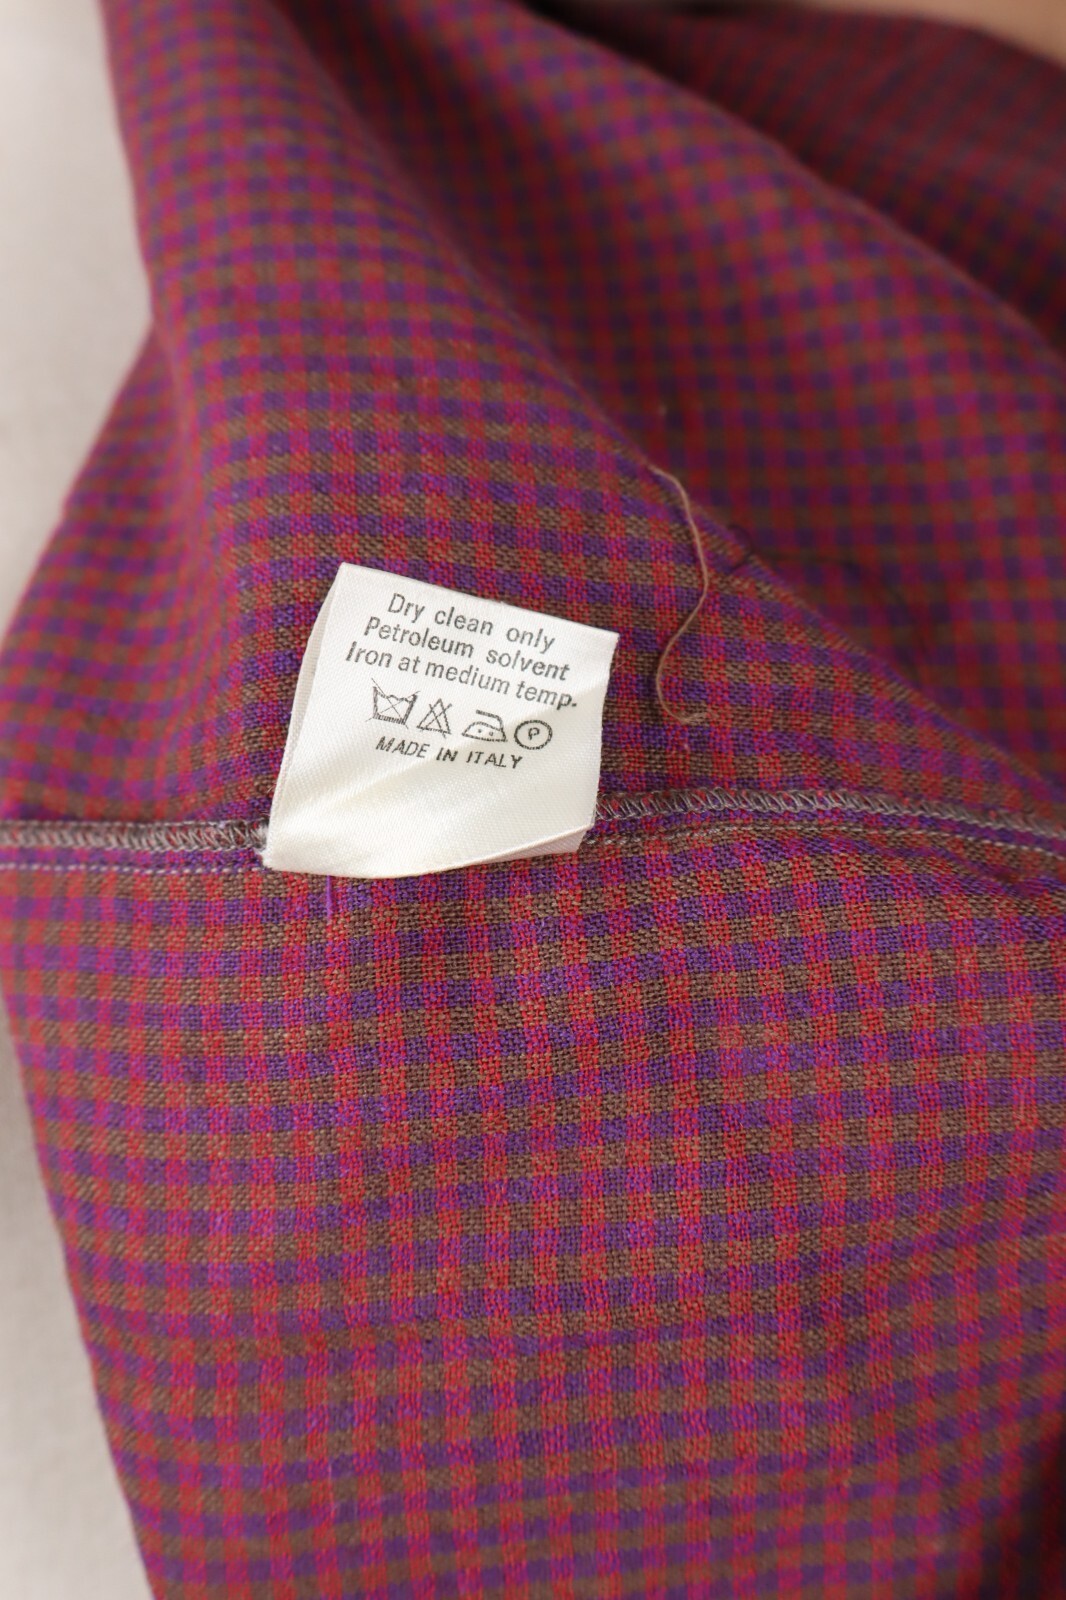 Dry clean only
Petroleum solvent
Iron at medium temp.
P
MADE IN ITALY